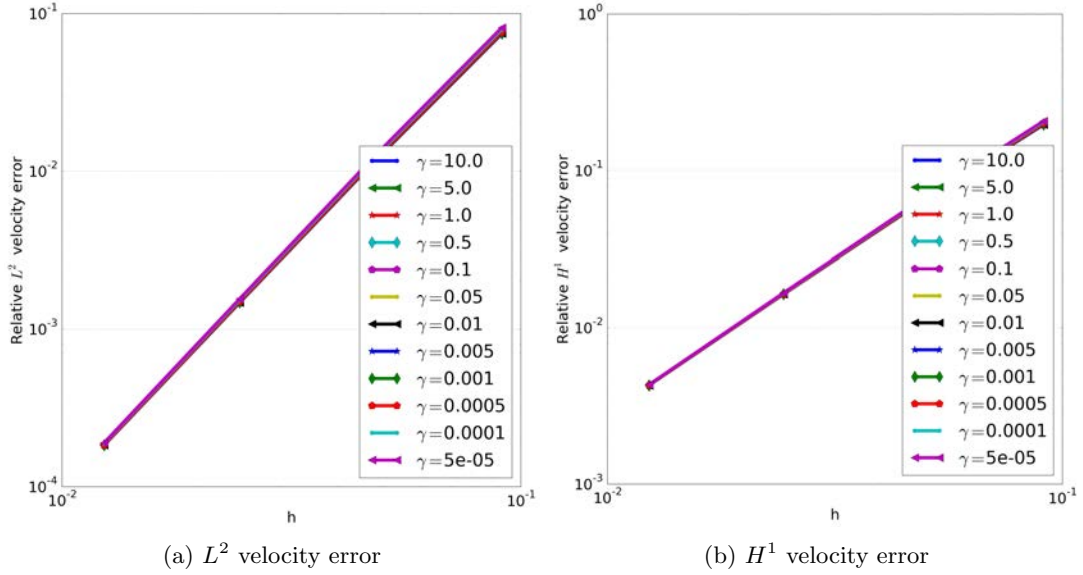 10^-1
10^-2
10^-3
10^-4
Relative L^2 velocity error
10^-2
10^-1
h
γ=10.0
γ=5.0
γ=1.0
γ=0.5
γ=0.1
γ=0.05
γ=0.01
γ=0.005
γ=0.001
γ=0.0005
γ=0.0001
γ=5e-05
(a) L^2 velocity error
10^0
10^-1
10^-2
10^-3
Relative H^1 velocity error
10^-2
10^-1
h
γ=10.0
γ=5.0
γ=1.0
γ=0.5
γ=0.1
γ=0.05
γ=0.01
γ=0.005
γ=0.001
γ=0.0005
γ=0.0001
γ=5e-05
(b) H^1 velocity error